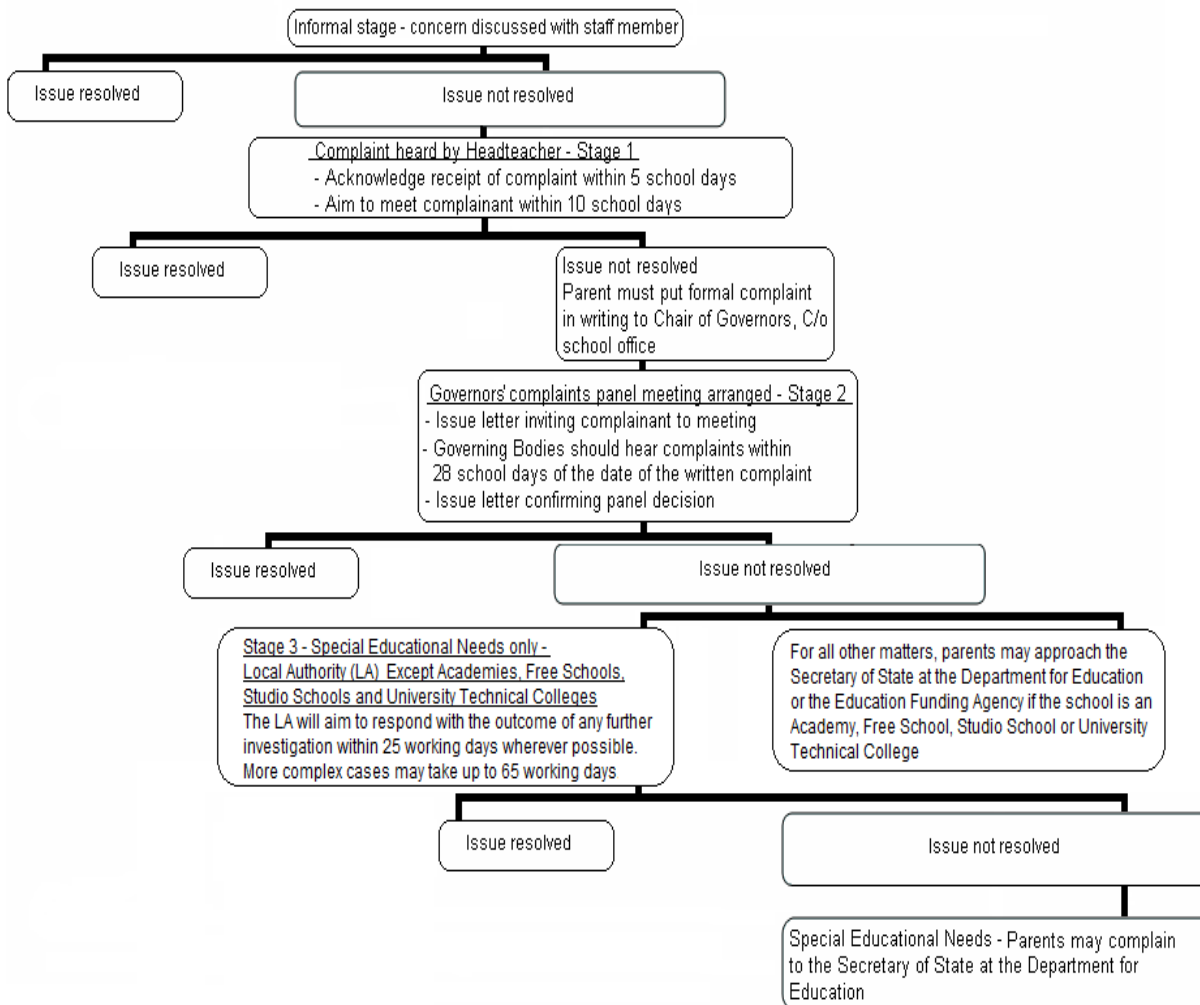 Informal stage - concern discussed with staff member
Issue resolved
Issue not resolved
Complaint heard by Headteacher - Stage 1
- Acknowledge receipt of complaint within 5 school days
- Aim to meet complainant within 10 school days
Issue resolved
Issue not resolved
Parent must put formal complaint
in writing to Chair of Governors, C/o
school office
Governors' complaints panel meeting arranged - Stage 2
- Issue letter inviting complainant to meeting
- Governing Bodies should hear complaints within
28 school days of the date of the written complaint
- Issue letter confirming panel decision
Issue resolved
Issue not resolved
Stage 3 - Special Educational Needs only -
Local Authority (LA) Except Academies, Free Schools,
Studio Schools and University Technical Colleges
The LA will aim to respond with the outcome of any further
investigation within 25 working days wherever possible.
More complex cases may take up to 65 working days
For all other matters, parents may approach the
Secretary of State at the Department for Education
or the Education Funding Agency if the school is an
Academy, Free School, Studio School or University
Technical College
Issue resolved
Issue not resolved
Special Educational Needs - Parents may complain
to the Secretary of State at the Department for
Education